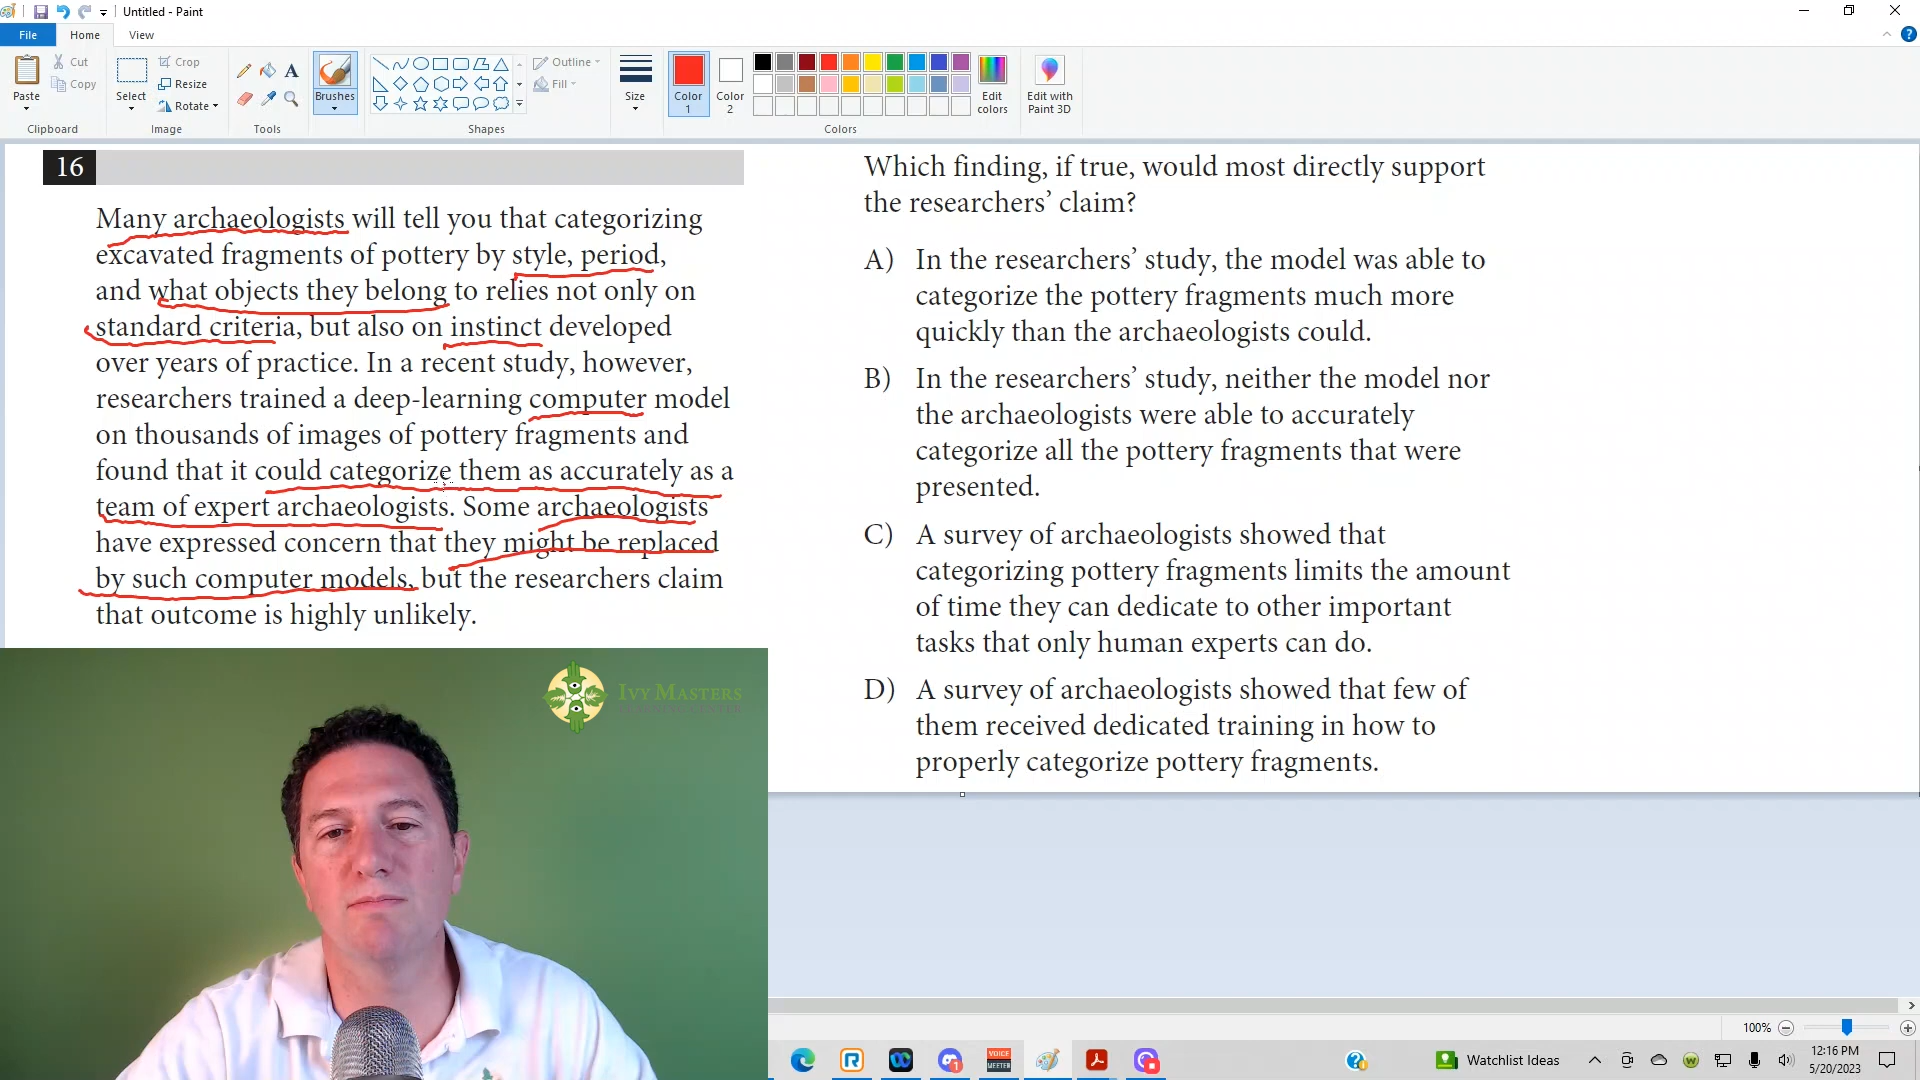 Untitled - Paint
File
Home
View
Paste
Cut
Copy
Clipboard
Select
Crop
Resize
Rotate
Image
Tools
Brushes
Shapes
Outline
Fill
Size
Color 1
Color 2
Colors
Edit colors
Edit with Paint 3D
16
Many archaeologists will tell you that categorizing
excavated fragments of pottery by style, period,
and what objects they belong to relies not only on
standard criteria, but also on instinct developed
over years of practice. In a recent study, however,
researchers trained a deep-learning computer model
on thousands of images of pottery fragments and
found that it could categorize them as accurately as a
team of expert archaeologists. Some archaeologists
have expressed concern that they might be replaced
by such computer models, but the researchers claim
that outcome is highly unlikely.
Which finding, if true, would most directly support
the researchers’ claim?
A) In the researchers’ study, the model was able to
categorize the pottery fragments much more
quickly than the archaeologists could.
B) In the researchers’ study, neither the model nor
the archaeologists were able to accurately
categorize all the pottery fragments that were
presented.
C) A survey of archaeologists showed that
categorizing pottery fragments limits the amount
of time they can dedicate to other important
tasks that only human experts can do.
D) A survey of archaeologists showed that few of
them received dedicated training in how to
properly categorize pottery fragments.
IVY MASTERS
100%
VOICE
MEETER
Watchlist Ideas
12:16 PM
5/20/2023